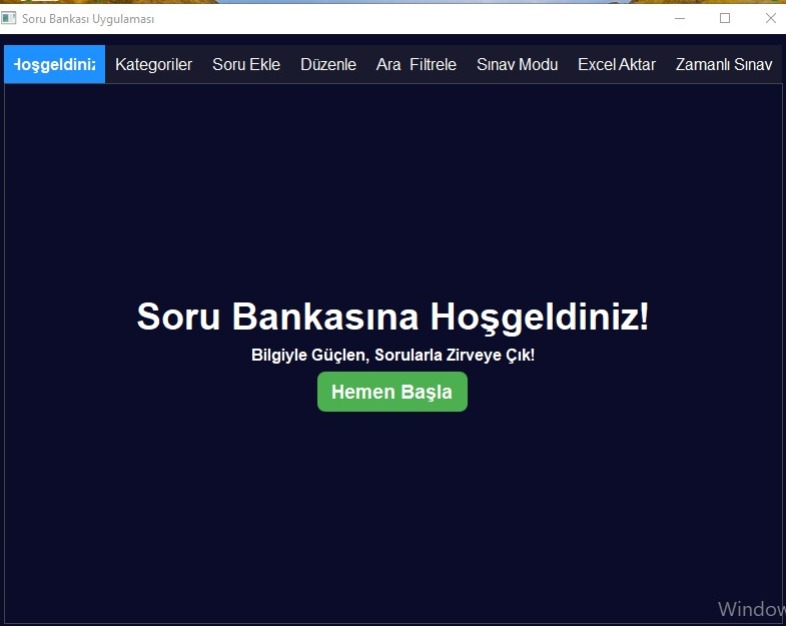 Soru Bankası Uygulaması
Hoşgeldiniz Kategoriler Soru Ekle Düzenle Ara Filtrele Sınav Modu Excel Aktar Zamanlı Sınav
Soru Bankasına Hoşgeldiniz!
Bilgiyle Güçlen, Sorularla Zirveye Çık!
Hemen Başla
Window